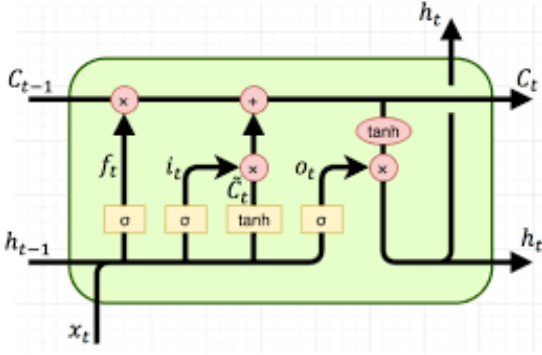 h_t
C_{t-1} × + C_t
tanh
f_t i_t × C̃_t o_t ×
σ σ tanh σ
h_{t-1} h_t
x_t